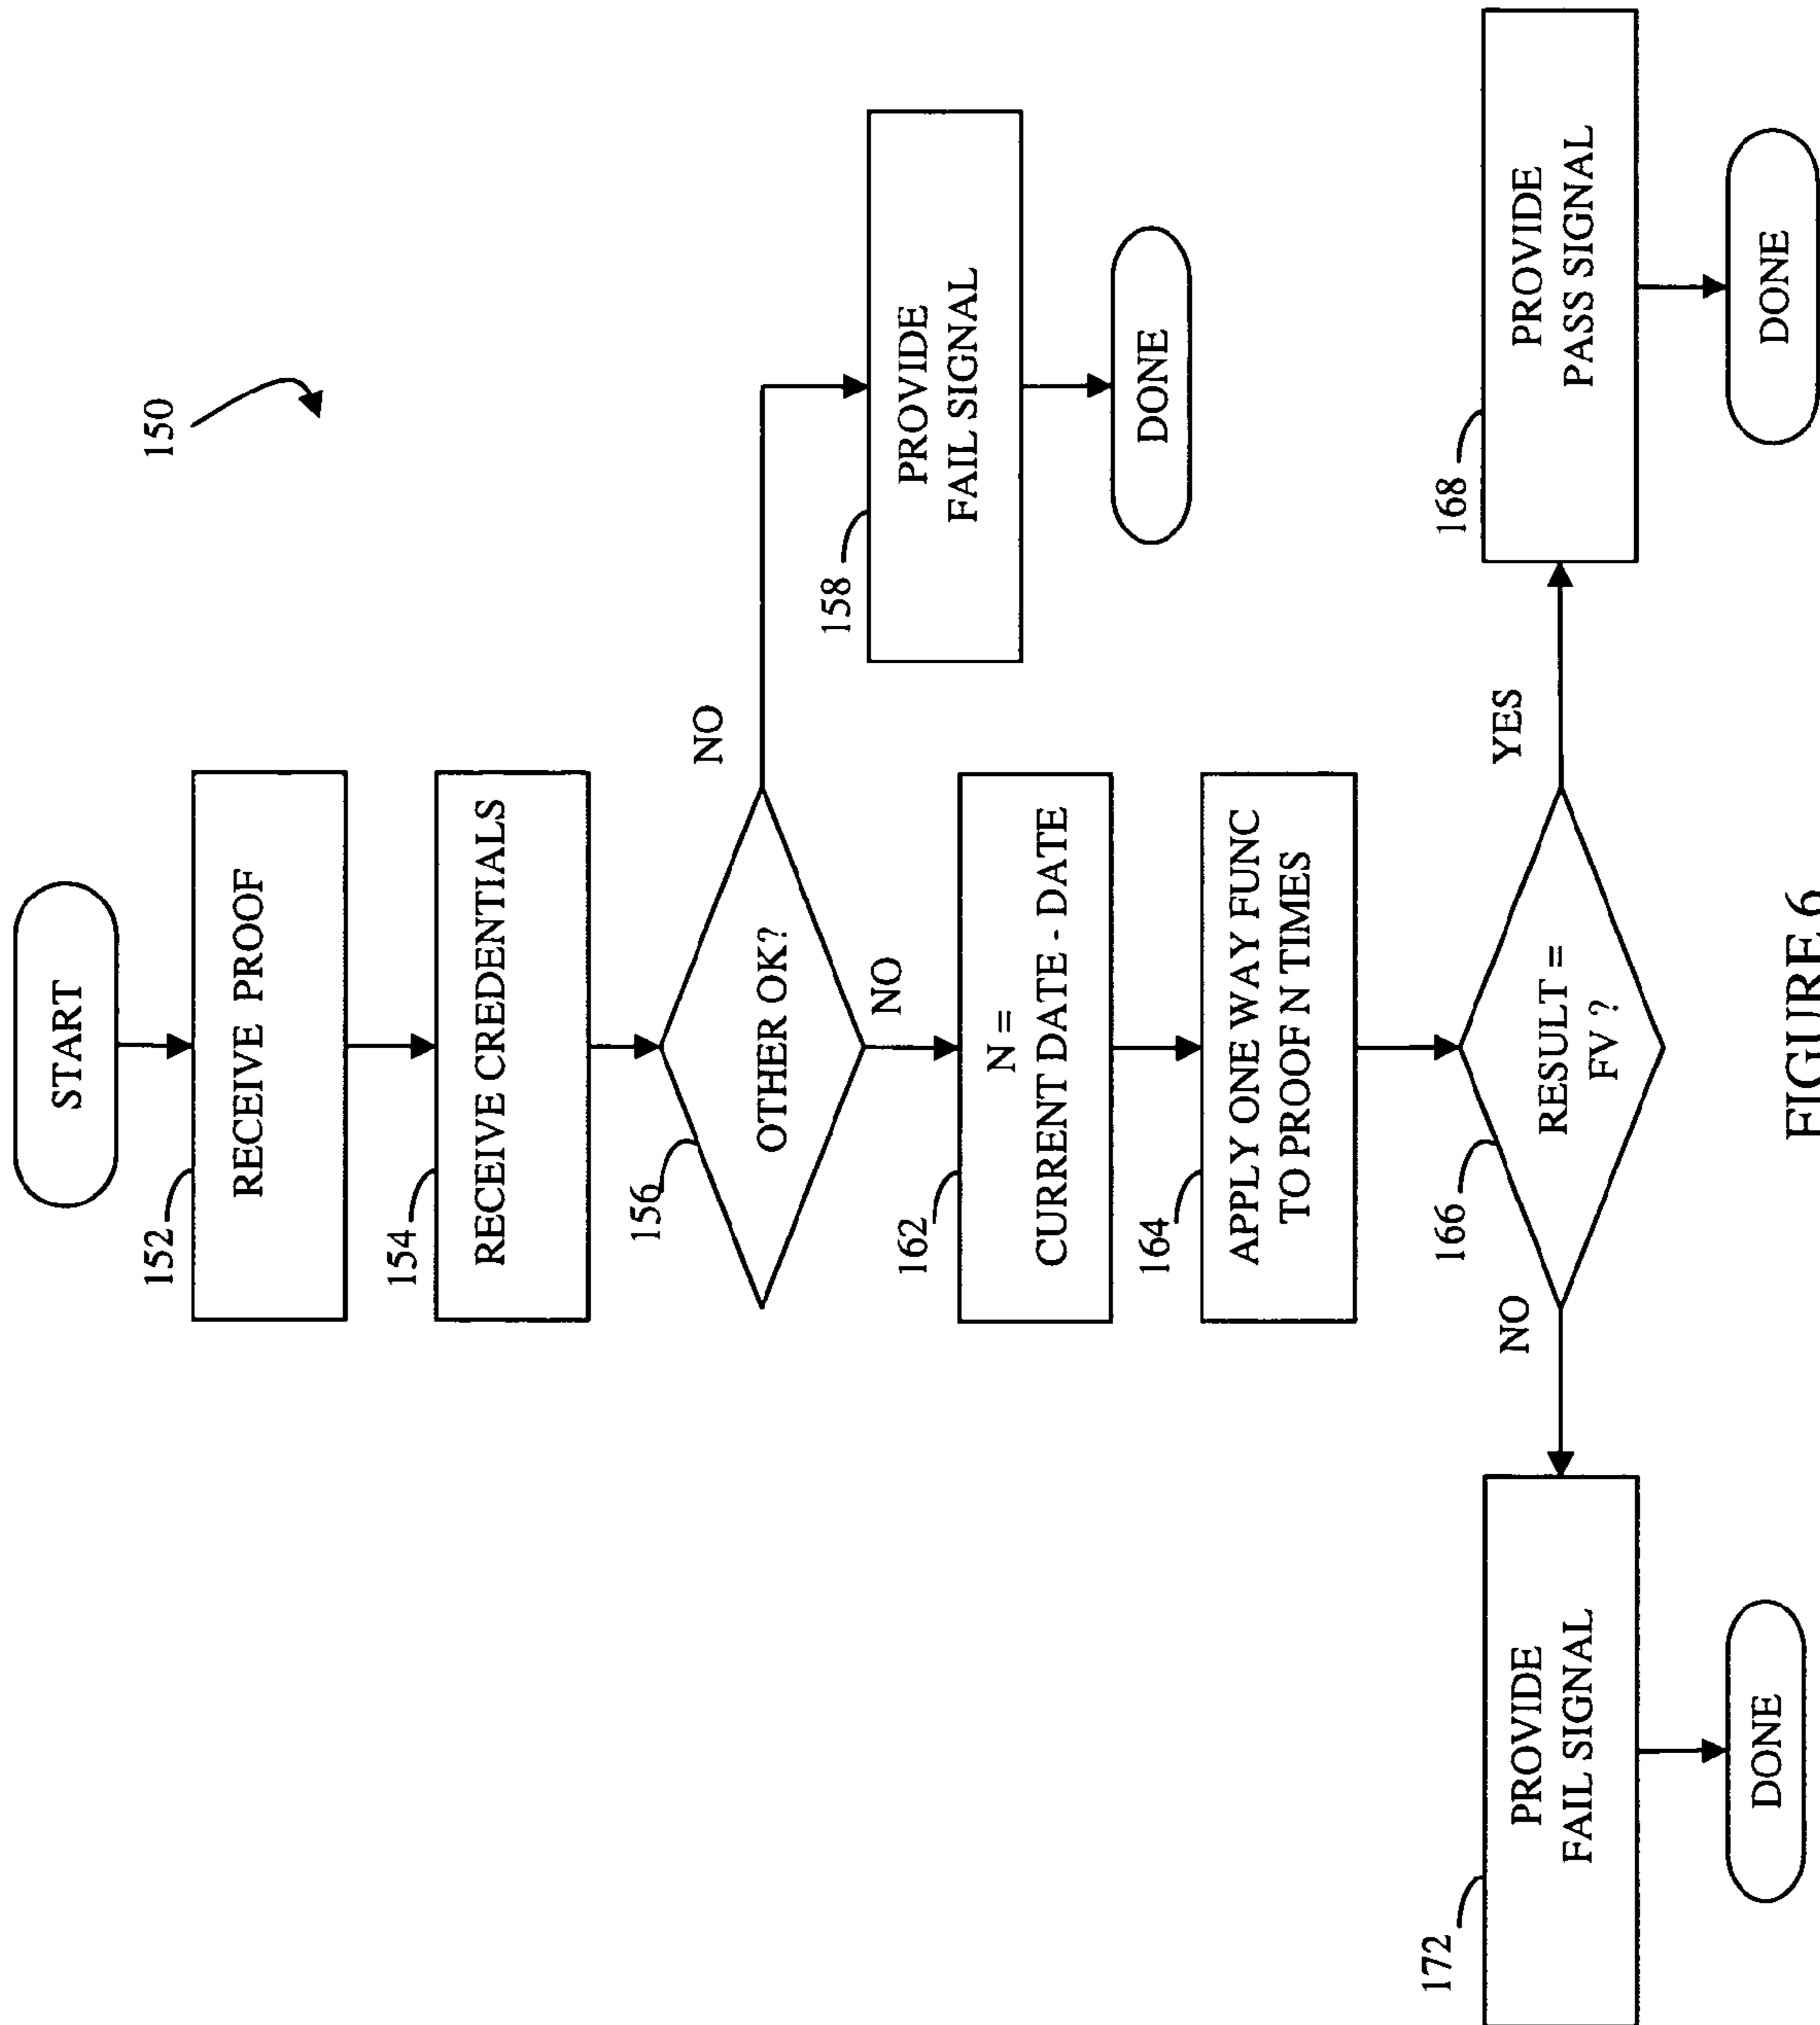 150
START
152
RECEIVE PROOF
154
RECEIVE CREDENTIALS
156
OTHER OK?
NO
158
PROVIDE
FAIL SIGNAL
DONE
NO
162
N =
CURRENT DATE - DATE
164
APPLY ONE WAY FUNC
TO PROOF N TIMES
166
RESULT =
FV ?
NO
172
PROVIDE
FAIL SIGNAL
DONE
YES
168
PROVIDE
PASS SIGNAL
DONE
FIGURE 6